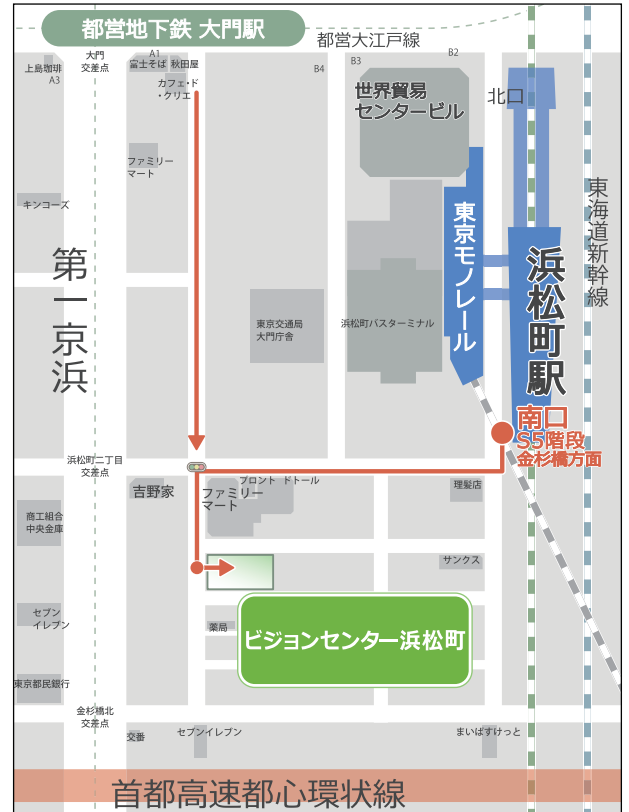 都営地下鉄 大門駅
都営大江戸線
大門
交差点
A1
B2
B3
B4
上島珈琲
A3
富士そば
秋田屋
カフェ・ド
・クリエ
世界貿易
センタービル
北口
ファミリー
マート
キンコーズ
東海道新幹線
東京モノレール
浜松町駅
第一京浜
東京交通局
大門庁舎
浜松町バスターミナル
南口
S5階段
金杉橋方面
浜松町二丁目
交差点
吉野家
ファミリー
マート
プロント
ドトール
理髪店
商工組合
中央金庫
サンクス
セブン
イレブン
薬局
ビジョンセンター浜松町
東京都民銀行
金杉橋北
交差点
交番
セブンイレブン
まいばすけっと
首都高速都心環状線